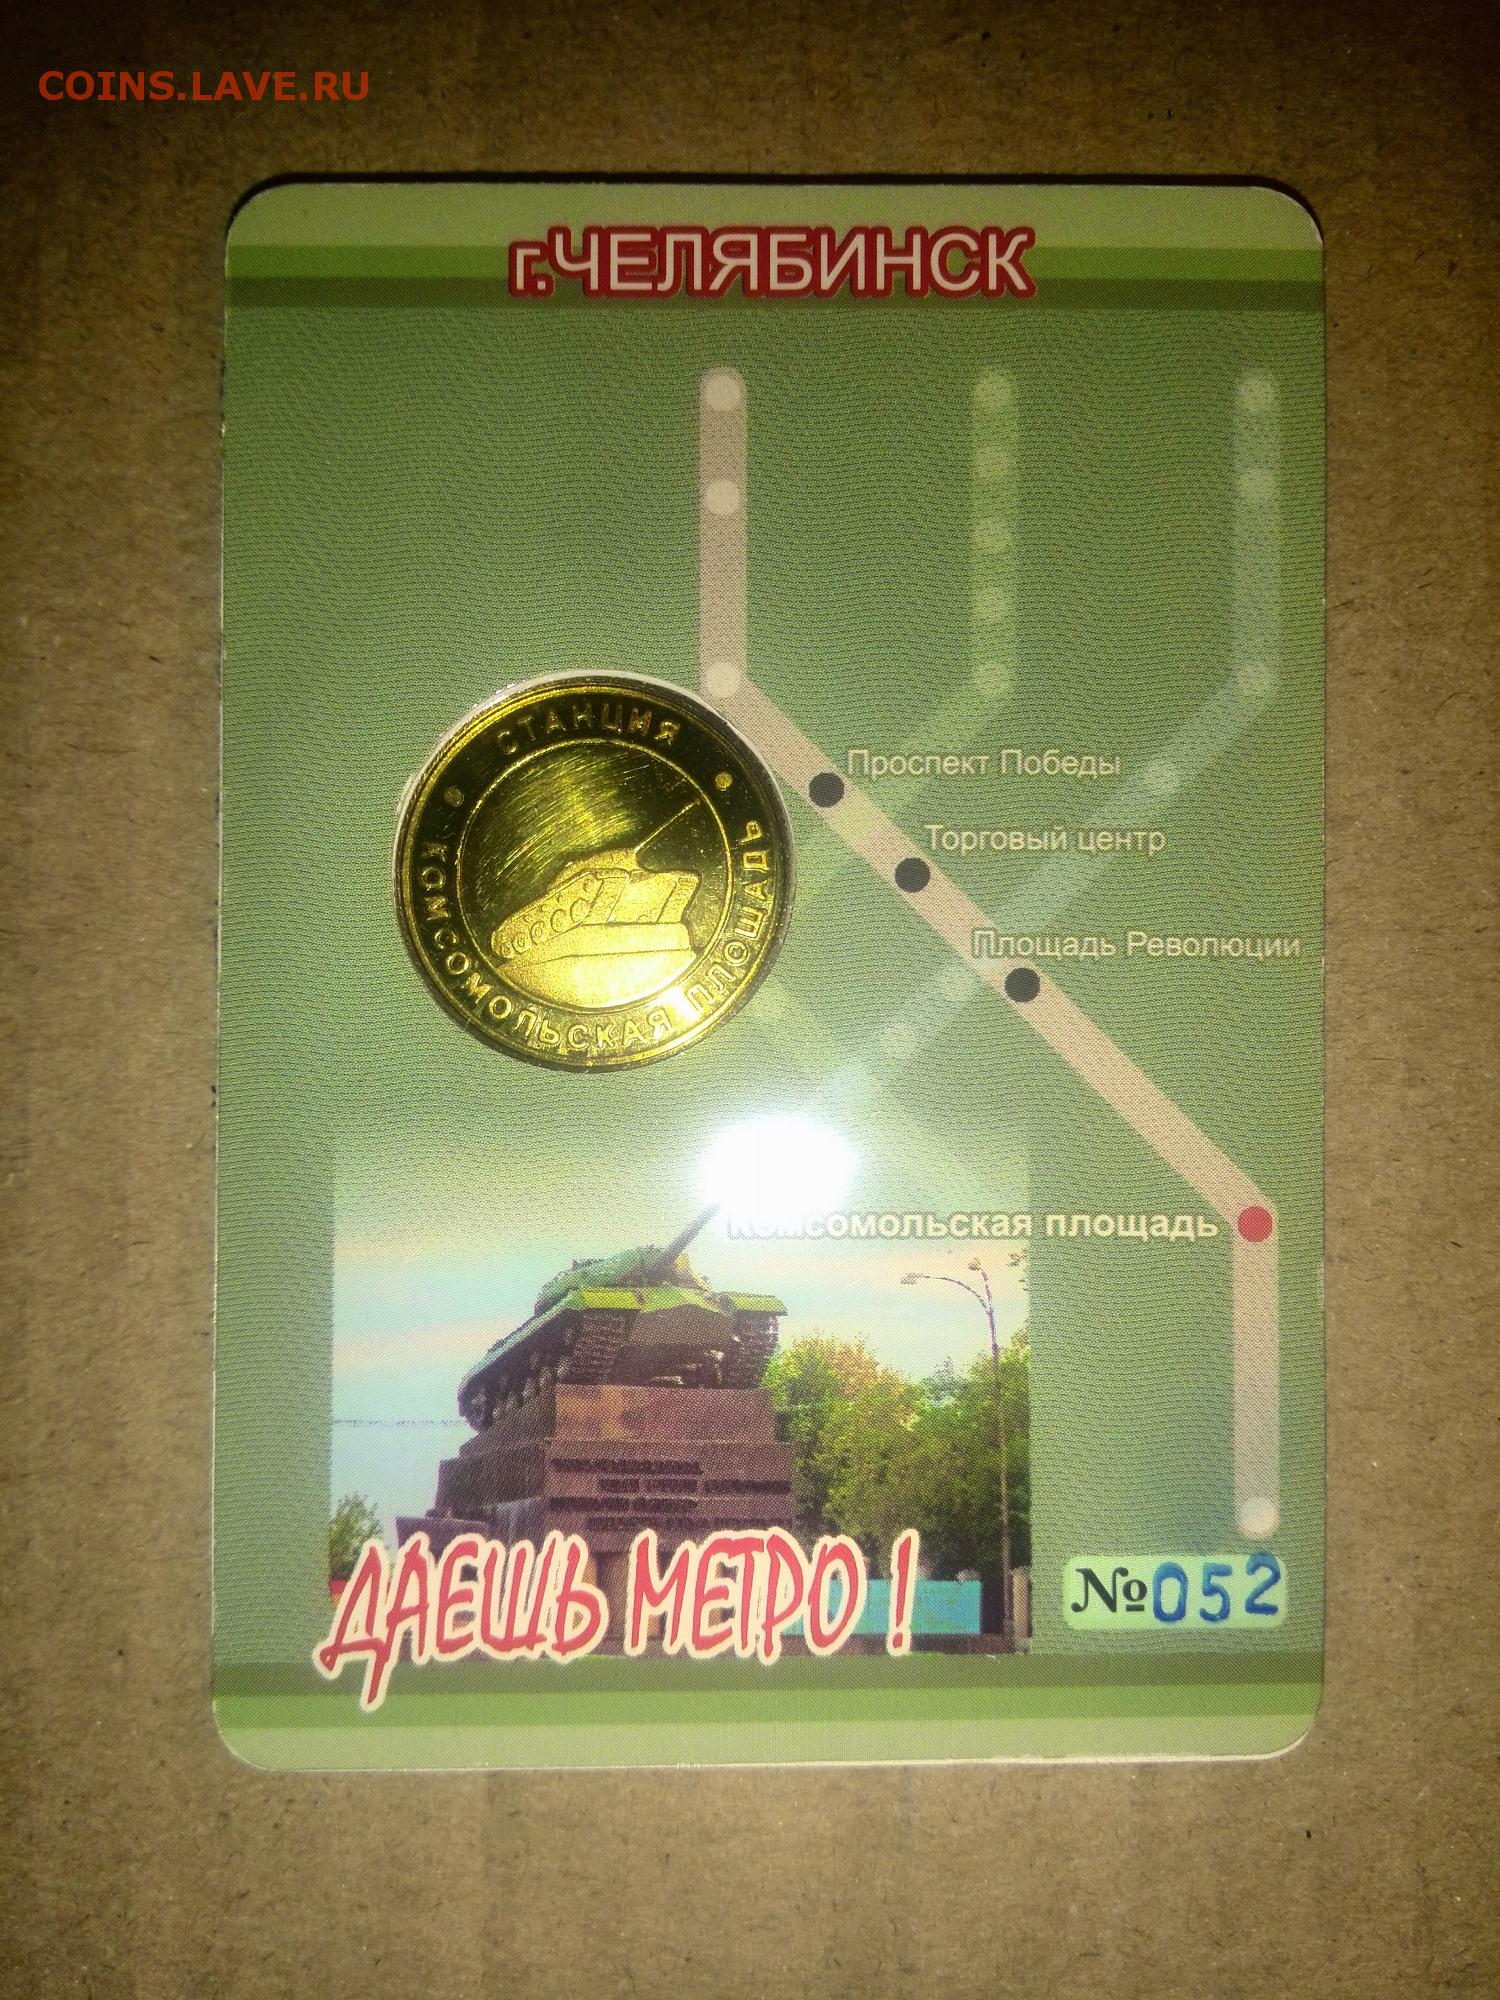 COINS.LAVE.RU
г.ЧЕЛЯБИНСК
СТАНЦИЯ
КОМСОМОЛЬСКАЯ ПЛОЩАДЬ
Проспект Победы
Торговый центр
Площадь Революции
Комсомольская площадь
ДАЕШЬ МЕТРО !
№052